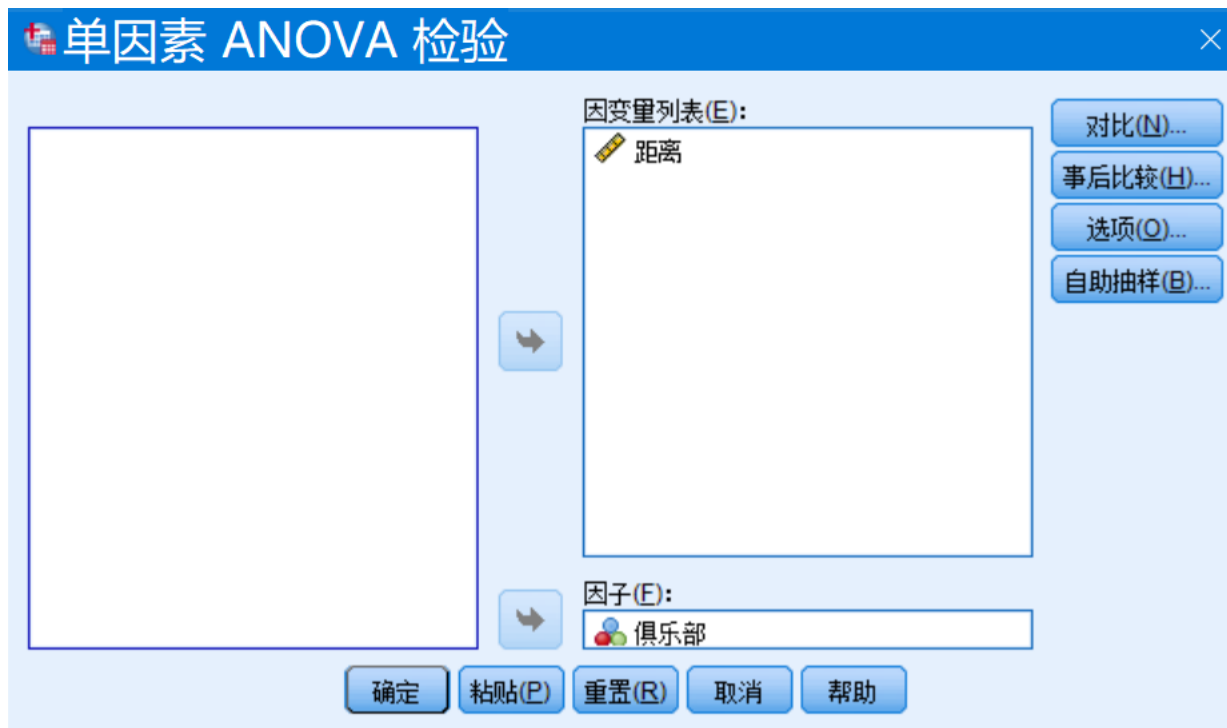 单因素 ANOVA 检验
因变量列表(E):
距离
对比(N)...
事后比较(H)...
选项(O)...
自助抽样(B)...
因子(F):
俱乐部
确定
粘贴(P)
重置(R)
取消
帮助